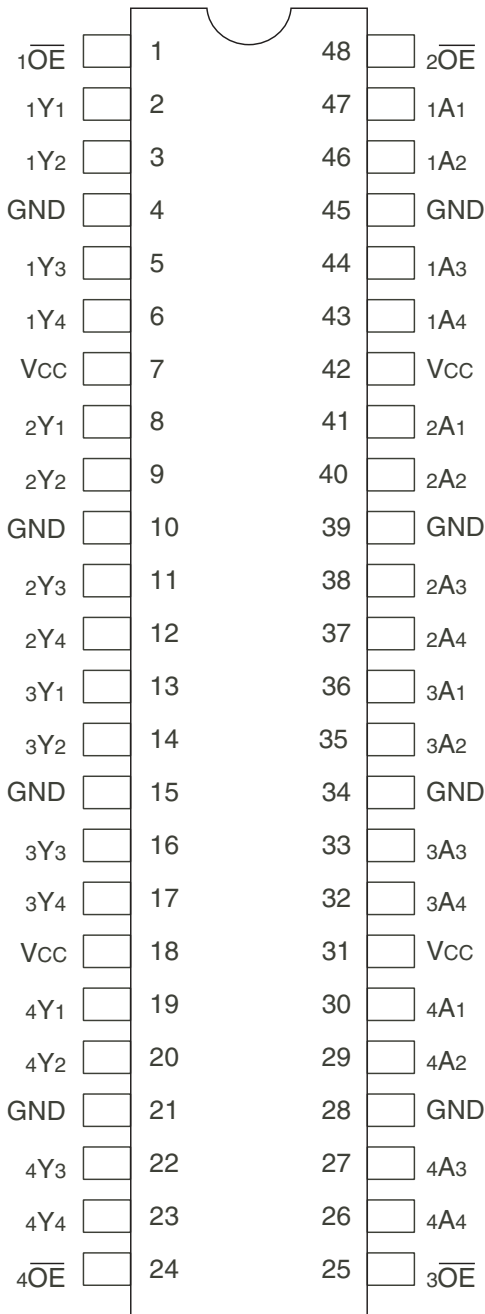 1O̅E̅ 1 48 2O̅E̅
1Y1 2 47 1A1
1Y2 3 46 1A2
GND 4 45 GND
1Y3 5 44 1A3
1Y4 6 43 1A4
VCC 7 42 VCC
2Y1 8 41 2A1
2Y2 9 40 2A2
GND 10 39 GND
2Y3 11 38 2A3
2Y4 12 37 2A4
3Y1 13 36 3A1
3Y2 14 35 3A2
GND 15 34 GND
3Y3 16 33 3A3
3Y4 17 32 3A4
VCC 18 31 VCC
4Y1 19 30 4A1
4Y2 20 29 4A2
GND 21 28 GND
4Y3 22 27 4A3
4Y4 23 26 4A4
4O̅E̅ 24 25 3O̅E̅